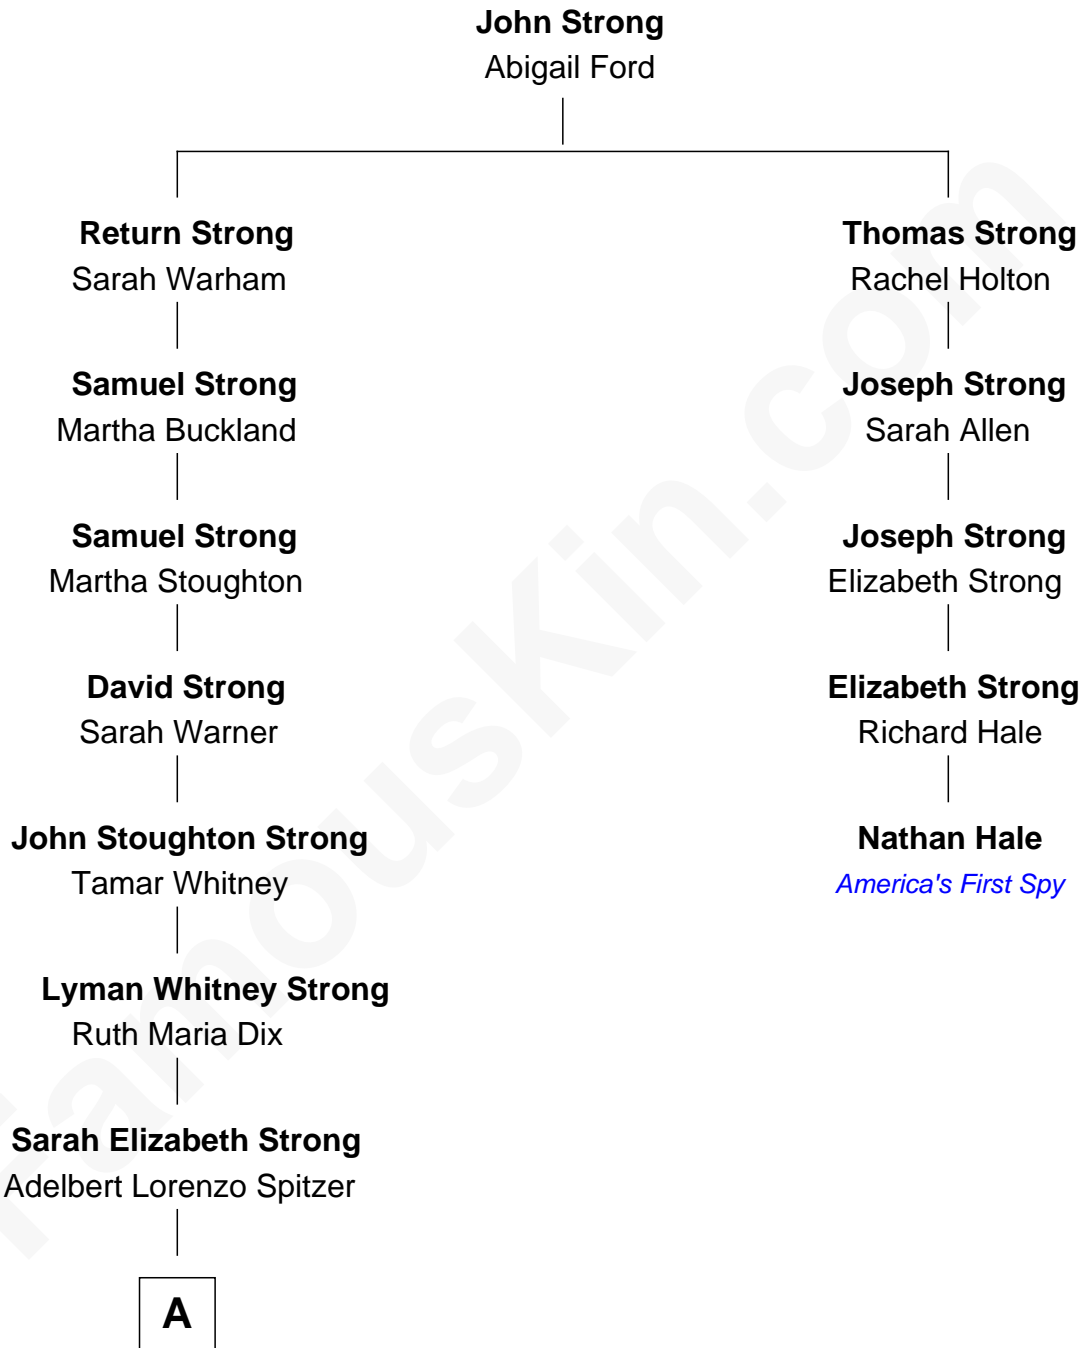 John Strong
Abigail Ford
Return Strong
Sarah Warham
Samuel Strong
Martha Buckland
Samuel Strong
Martha Stoughton
David Strong
Sarah Warner
John Stoughton Strong
Tamar Whitney
Lyman Whitney Strong
Ruth Maria Dix
Sarah Elizabeth Strong
Adelbert Lorenzo Spitzer
A
Thomas Strong
Rachel Holton
Joseph Strong
Sarah Allen
Joseph Strong
Elizabeth Strong
Elizabeth Strong
Richard Hale
Nathan Hale
America's First Spy
FamousKin.com